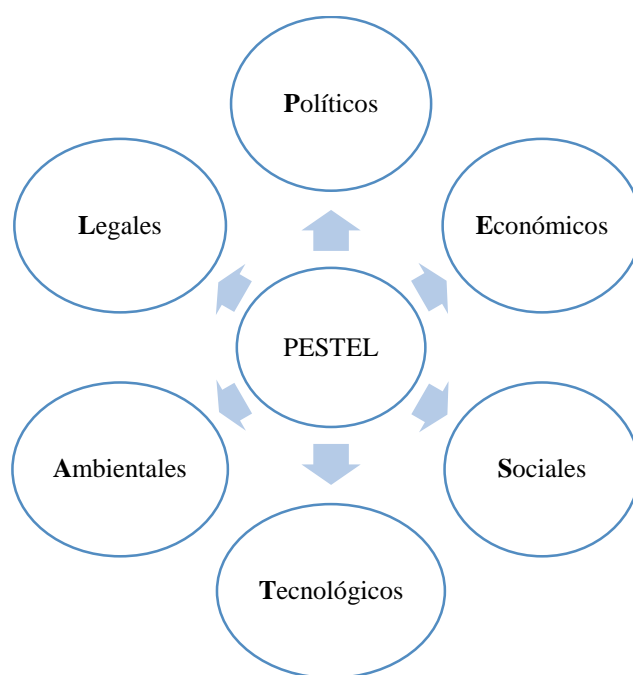 Políticos
Legales
Económicos
PESTEL
Ambientales
Sociales
Tecnológicos